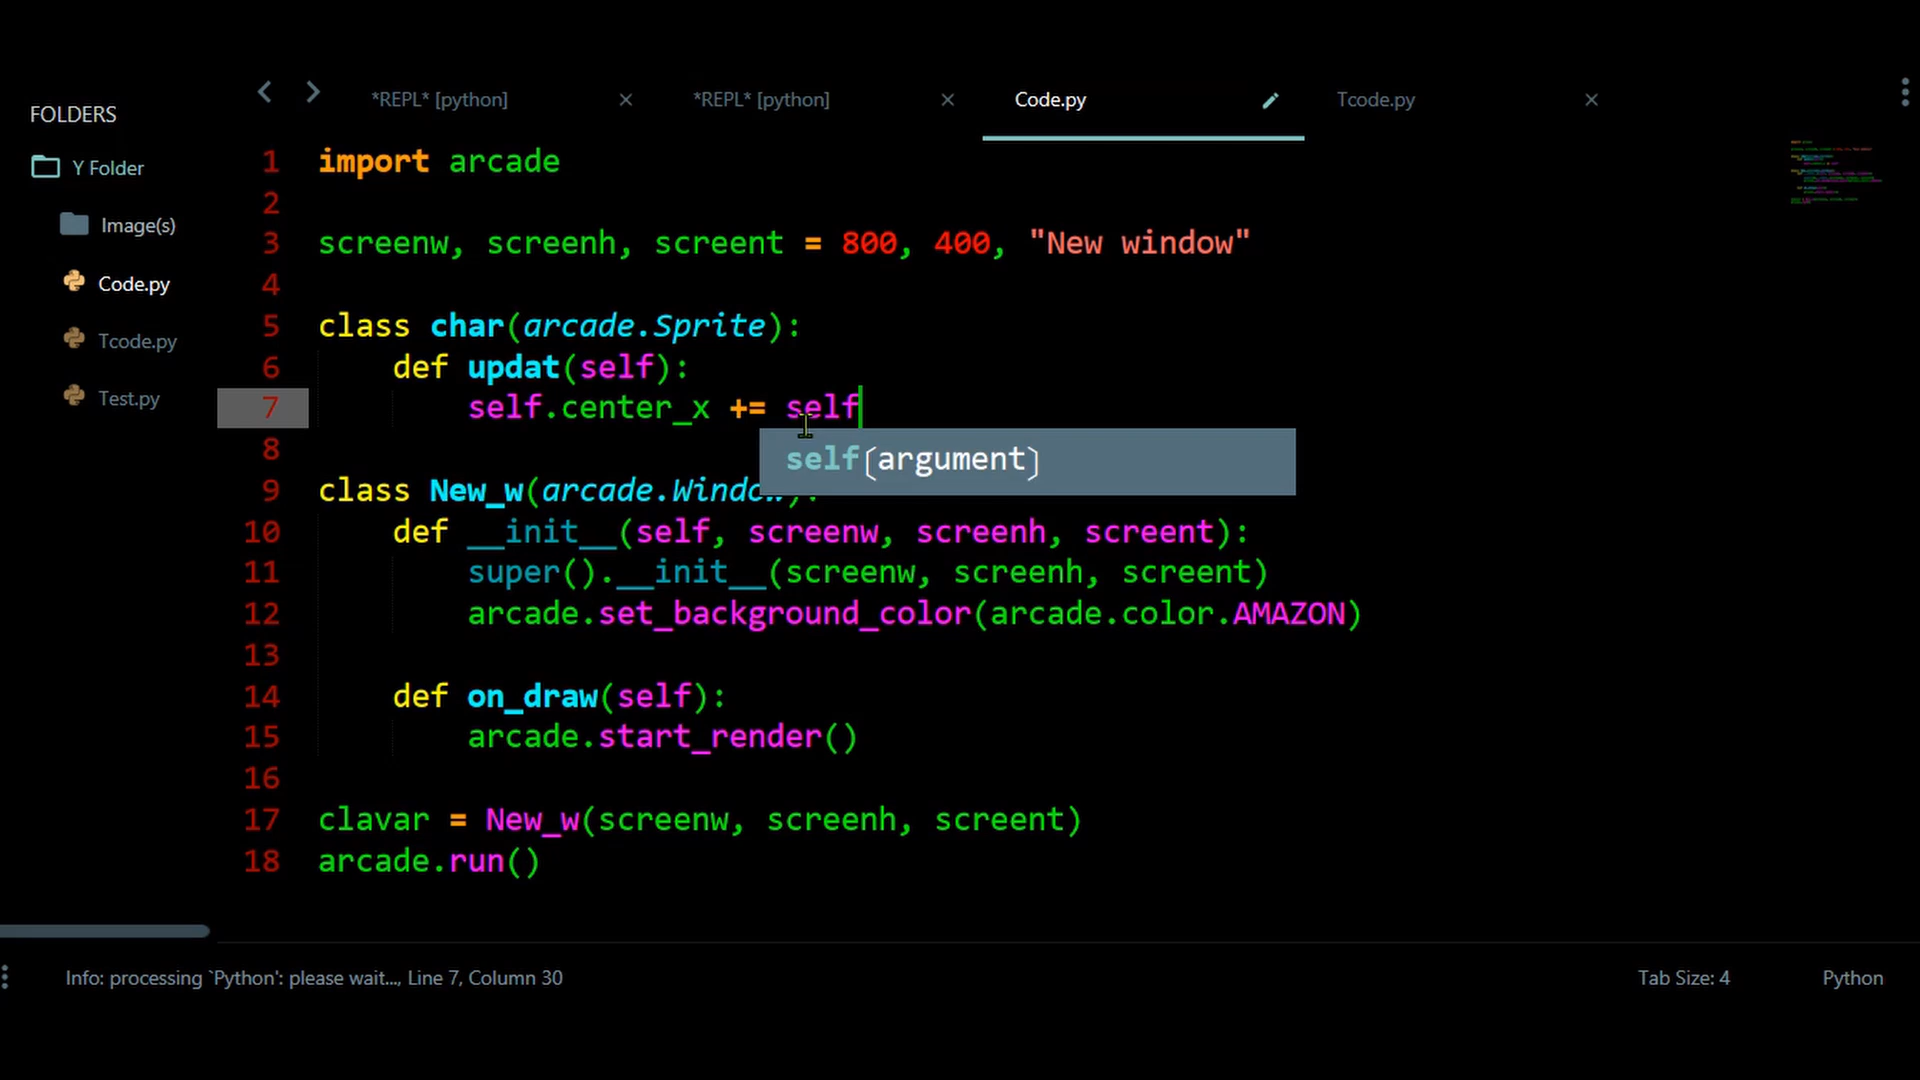 *REPL* [python]
*REPL* [python]
Code.py
Tcode.py
FOLDERS
Y Folder
Image(s)
Code.py
Tcode.py
Test.py
1 import arcade
2
3 screenw, screenh, screent = 800, 400, "New window"
4
5 class char(arcade.Sprite):
6 def updat(self):
7 self.center_x += self
self(argument)
8
9 class New_w(arcade.Window):
10 def __init__(self, screenw, screenh, screent):
11 super().__init__(screenw, screenh, screent)
12 arcade.set_background_color(arcade.color.AMAZON)
13
14 def on_draw(self):
15 arcade.start_render()
16
17 clavar = New_w(screenw, screenh, screent)
18 arcade.run()
Info: processing `Python': please wait..., Line 7, Column 30
Tab Size: 4
Python